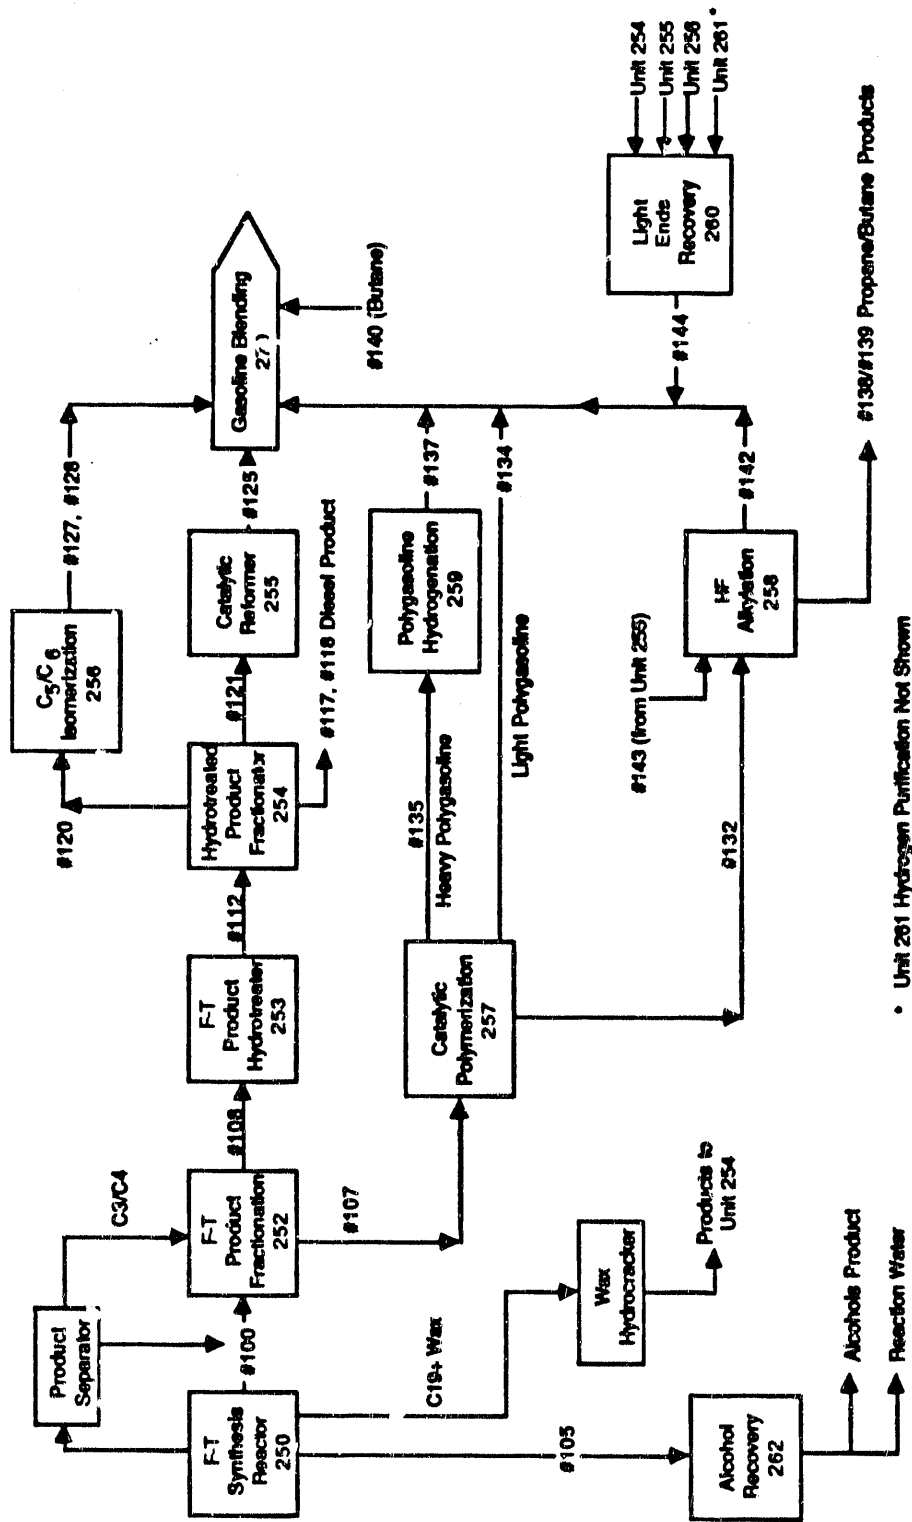 C5/C6
Isomerization
256
#120
#127, #128
Product
Separator
C3/C4
F-T
Synthesis
Reactor
250
#100
F-T
Product
Fractionation
252
#108
F-T
Product
Hydrotreater
253
#112
Hydrotreated
Product
Fractionator
254
#121
Catalytic
Reformer
255
#125
Gasoline Blending
#140 (Butane)
#117, #118 Diesel Product
#107
Catalytic
Polymerization
257
#135
Heavy Polygasoline
Polygasoline
Hydrogenation
259
#137
Light Polygasoline
#134
C19+ Wax
Wax
Hydrocracker
Products to
Unit 254
#132
#143 (from Unit 255)
HF
Alkylation
258
#142
#144
Light
Ends
Recovery
260
Unit 254
Unit 255
Unit 256
Unit 261*
#138/#139 Propane/Butane Products
#105
Alcohol
Recovery
262
Alcohols Product
Reaction Water
* Unit 261 Hydrogen Purification Not Shown